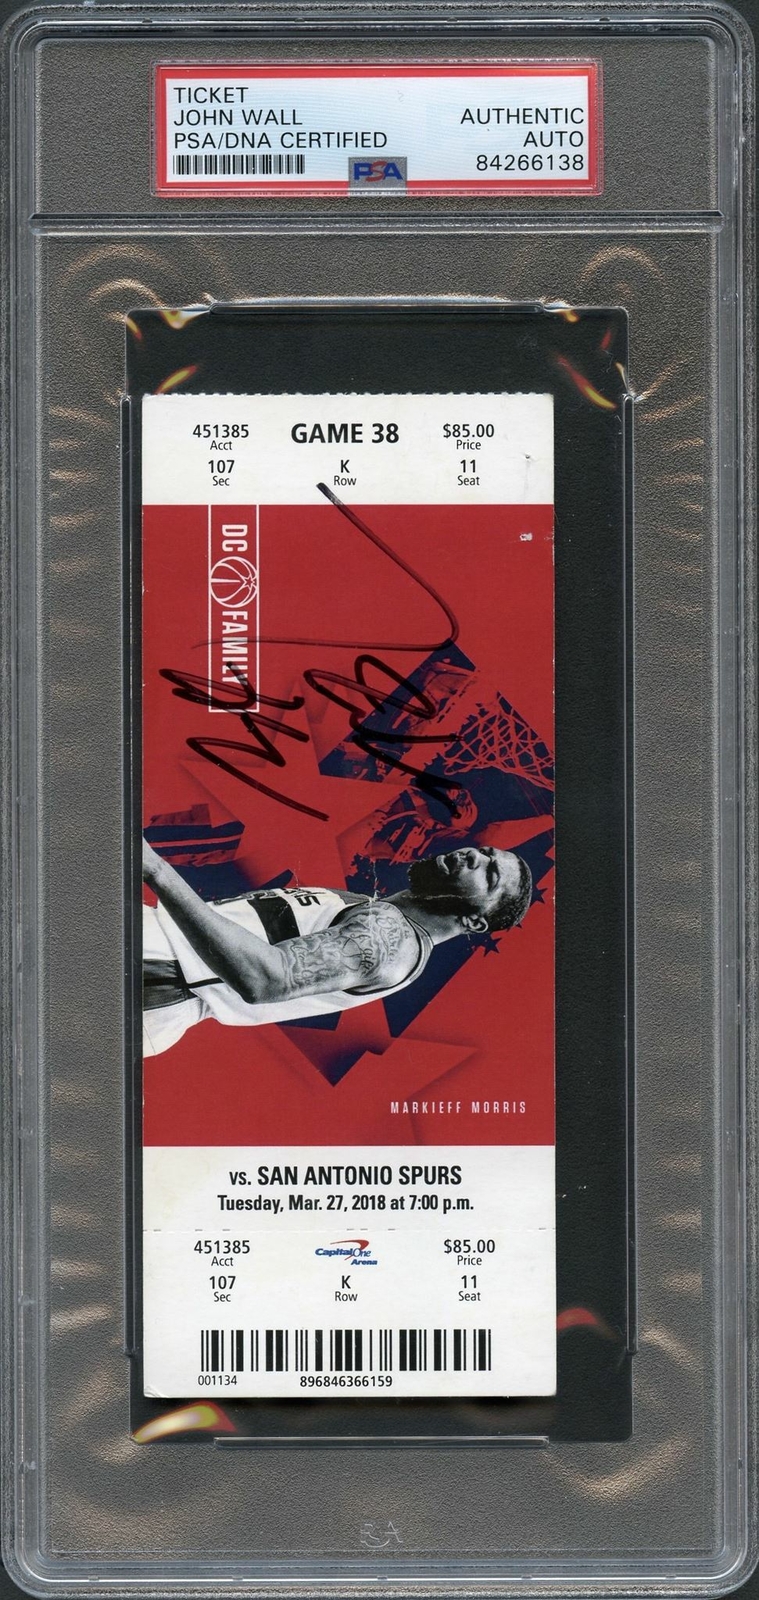 TICKET
JOHN WALL
PSA/DNA CERTIFIED
AUTHENTIC
AUTO
84266138
PSA
451385 GAME 38 $85.00
Acct Price
107 K 11
Sec Row Seat
DC FAMILY
MARKIEFF MORRIS
vs. SAN ANTONIO SPURS
Tuesday, Mar. 27, 2018 at 7:00 p.m.
451385 CapitalOne $85.00
Acct Arena Price
107 K 11
Sec Row Seat
001134 896846366159
PSA